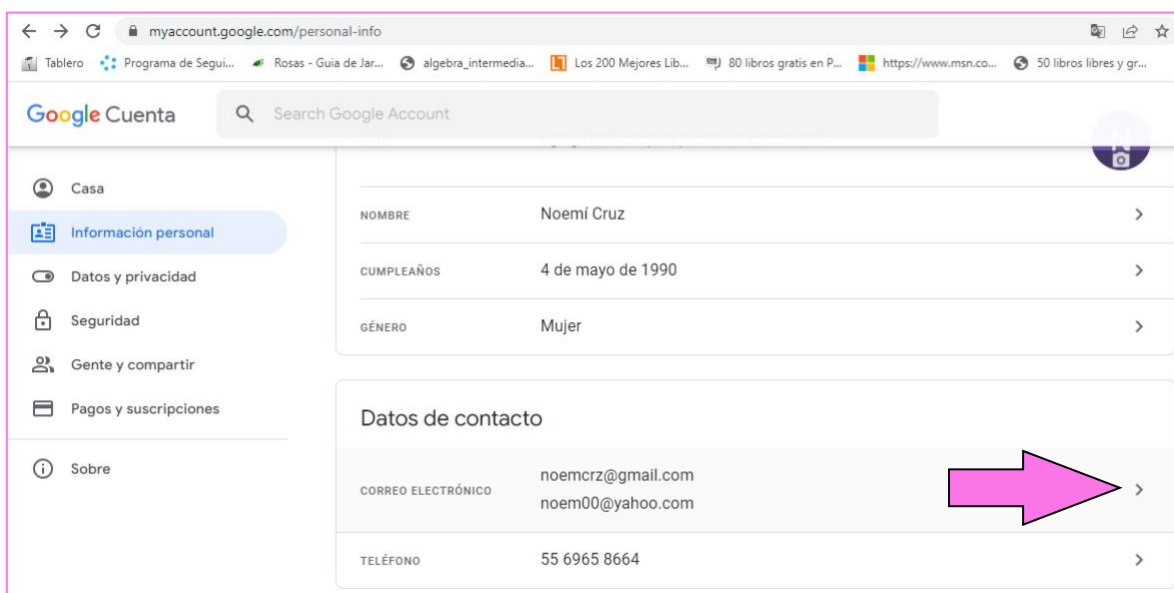 myaccount.google.com/personal-info
Tablero Programa de Segui... Rosas - Guia de Jar... algebra_intermedia... Los 200 Mejores Lib... 80 libros gratis en P... https://www.msn.co... 50 libros libres y gr...
Google Cuenta Search Google Account
Casa
NOMBRE Noemí Cruz
Información personal
CUMPLEAÑOS 4 de mayo de 1990
Datos y privacidad
Seguridad
GÉNERO Mujer
Gente y compartir
Pagos y suscripciones
Datos de contacto
Sobre
CORREO ELECTRÓNICO noemcrz@gmail.com
noem00@yahoo.com
TELÉFONO 55 6965 8664